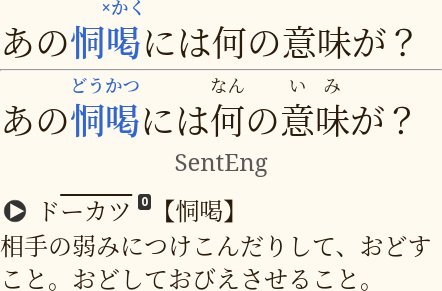 ×かく
あの恫喝には何の意味が？
どうかつ なん い み
あの恫喝には何の意味が？
SentEng
ドーカツ 0【恫喝】
相手の弱みにつけこんだりして、おどす
こと。おどしておびえさせること。